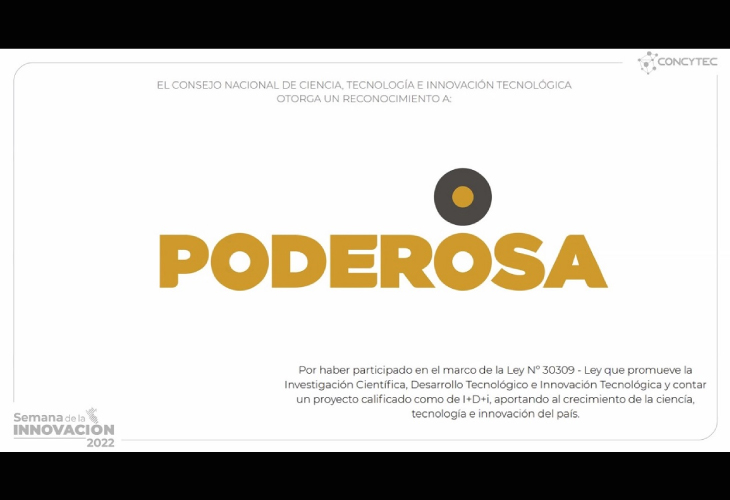 CONCYTEC
EL CONSEJO NACIONAL DE CIENCIA, TECNOLOGÍA E INNOVACIÓN TECNOLÓGICA
OTORGA UN RECONOCIMIENTO A:
PODEROSA
Por haber participado en el marco de la Ley Nº 30309 - Ley que promueve la
Investigación Científica, Desarrollo Tecnológico e Innovación Tecnológica y contar
un proyecto calificado como de I+D+i, aportando al crecimiento de la ciencia,
tecnología e innovación del país.
Semana de la
INNOVACIÓN
2022